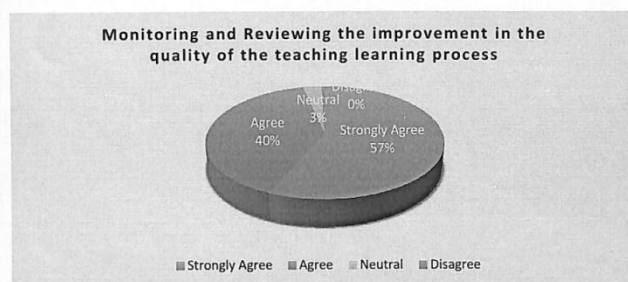 Monitoring and Reviewing the improvement in the
quality of the teaching learning process
Neutral
3%
0%
Agree
40%
Strongly Agree
57%
Strongly Agree Agree Neutral Disagree